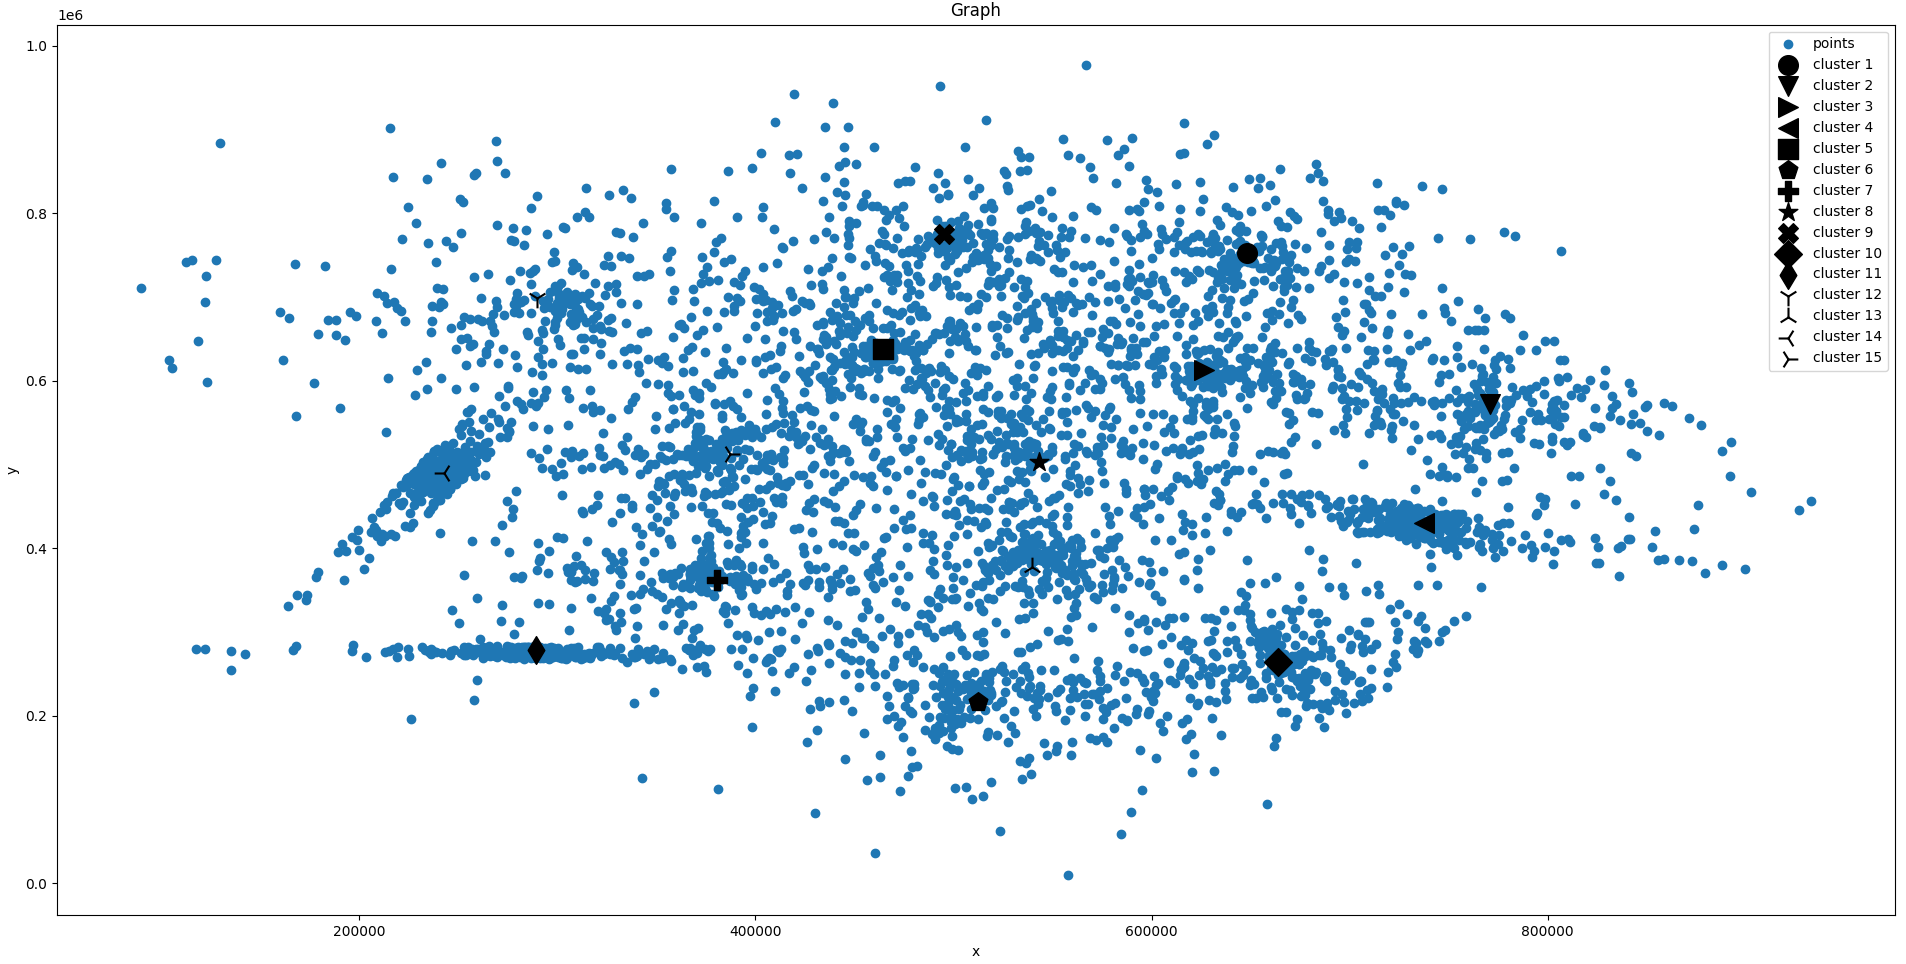 Graph
1e6
1.0
0.8
0.6
0.4
0.2
0.0
y
200000
400000
600000
800000
x
points
cluster 1
cluster 2
cluster 3
cluster 4
cluster 5
cluster 6
cluster 7
cluster 8
cluster 9
cluster 10
cluster 11
cluster 12
cluster 13
cluster 14
cluster 15